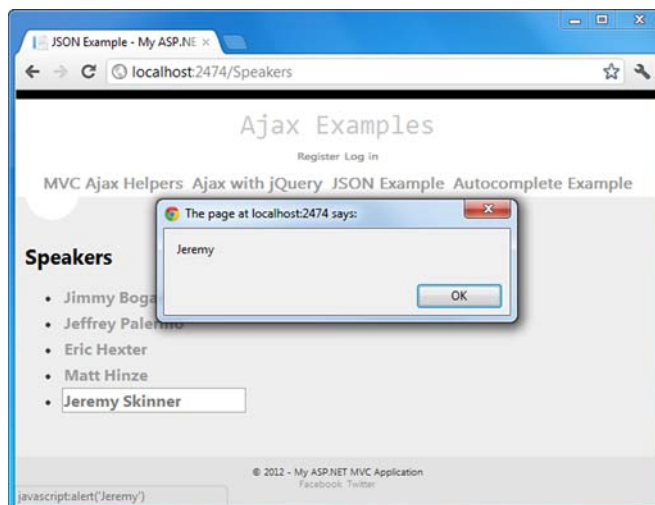 JSON Example - My ASP.NE
localhost:2474/Speakers
Ajax Examples
Register Log in
MVC Ajax Helpers Ajax with jQuery JSON Example Autocomplete Example
The page at localhost:2474 says:
Jeremy
OK
Speakers
Jimmy Boga
Jeffrey Palermo
Eric Hexter
Matt Hinze
Jeremy Skinner
© 2012 - My ASP.NET MVC Application
Facebook Twitter
javascript:alert('Jeremy')